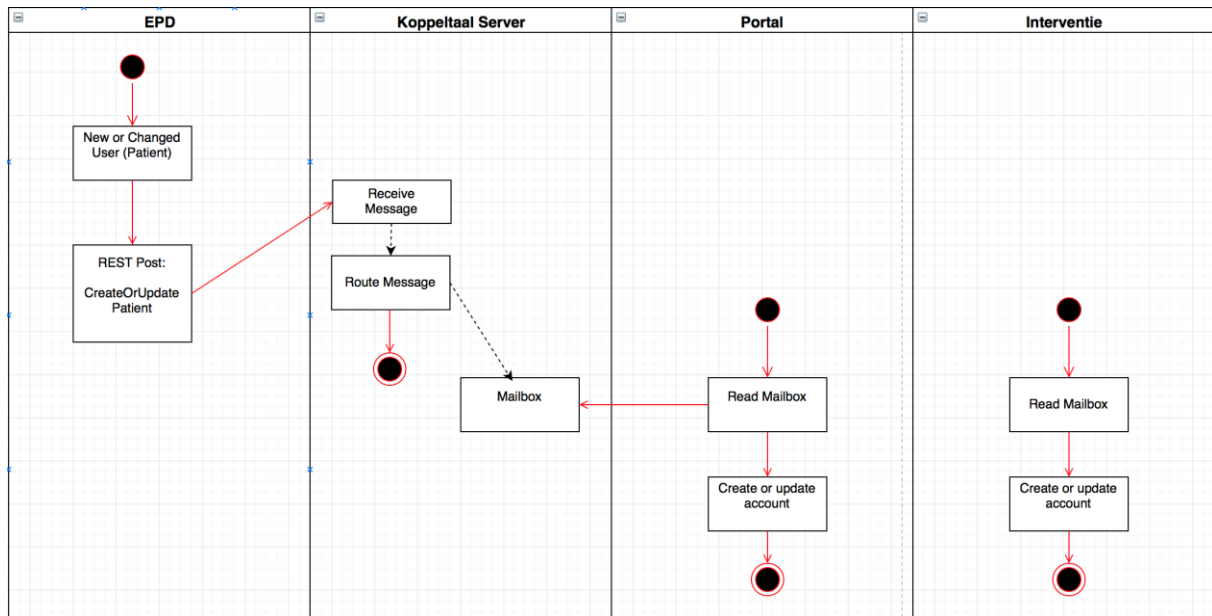 EPD
Koppeltaal Server
Portal
Interventie
New or Changed
User (Patient)
REST Post:
CreateOrUpdate
Patient
Receive
Message
Route Message
Mailbox
Read Mailbox
Create or update
account
Read Mailbox
Create or update
account